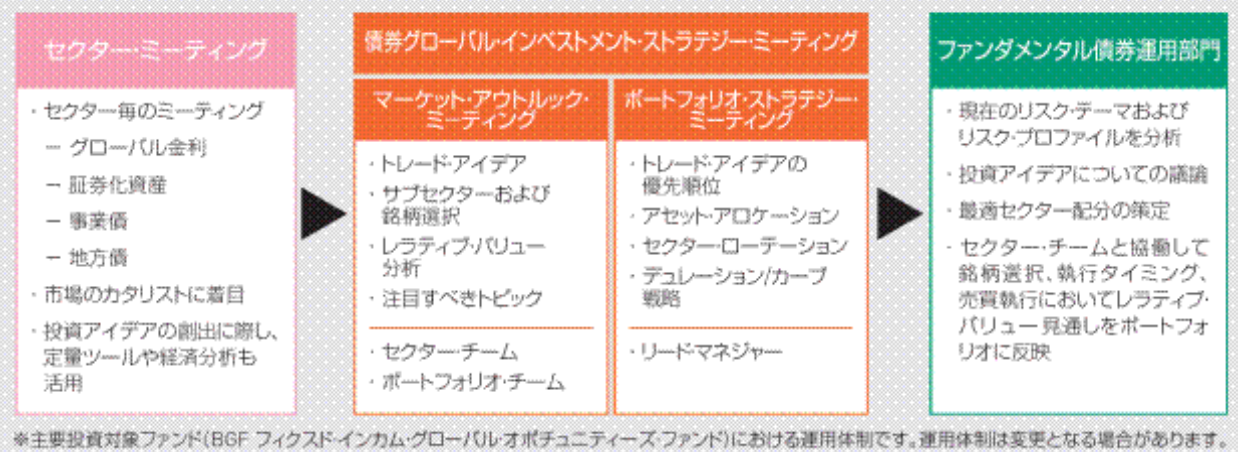 セクター・ミーティング
・セクター毎のミーティング
ー グローバル金利
ー 証券化資産
ー 事業債
ー 地方債
・市場のカタリストに着目
・投資アイデアの創出に際し、
定量ツールや経済分析も
活用
債券グローバル・インベストメント・ストラテジー・ミーティング
マーケット・アウトルック・
ミーティング
・トレード・アイデア
・サブセクターおよび
銘柄選択
・レラティブ・バリュー
分析
・注目すべきトピック
・セクター・チーム
・ポートフォリオ・チーム
ポートフォリオ・ストラテジー・
ミーティング
・トレード・アイデアの
優先順位
・アセット・アロケーション
・セクター・ローテーション
・デュレーション/カーブ
戦略
・リード・マネジャー
ファンダメンタル債券運用部門
・現在のリスク・テーマおよび
リスク・プロファイルを分析
・投資アイデアについての議論
・最適セクター配分の策定
・セクター・チームと協働して
銘柄選択、執行タイミング、
売買執行においてレラティブ・
バリュー見通しをポートフォ
リオに反映
※主要投資対象ファンド(BGF フィクスド・インカム・グローバル・オポチュニティーズ・ファンド)における運用体制です。運用体制は変更となる場合があります。